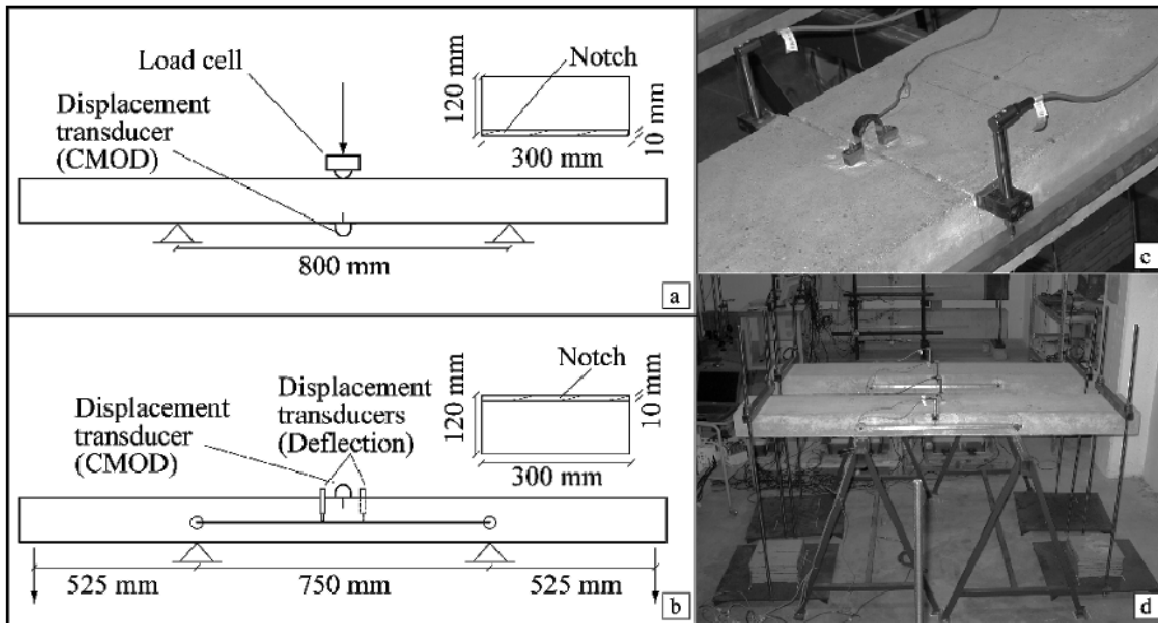 Load cell
Displacement
transducer
(CMOD)
Notch
120 mm
10 mm
300 mm
800 mm
a
Displacement
transducer
(CMOD)
Displacement
transducers
(Deflection)
Notch
120 mm
10 mm
300 mm
525 mm
750 mm
525 mm
b
c
d